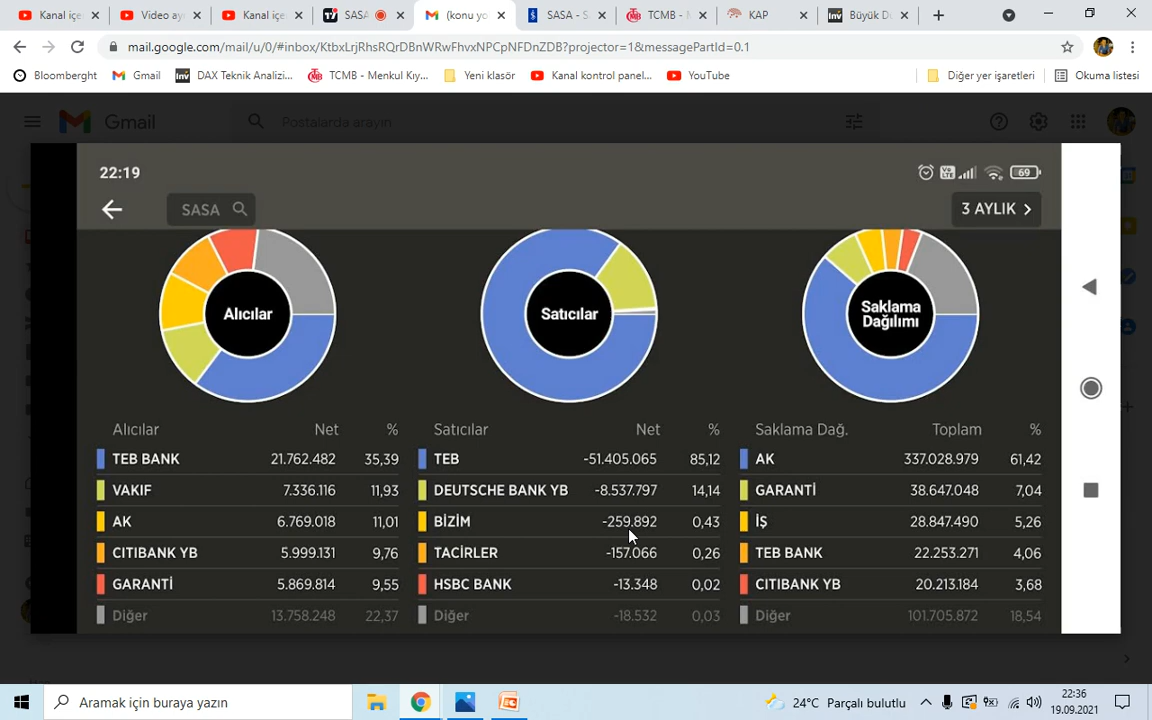 Kanal içe
Video ay
Kanal içe
SASA
(konu yo
SASA - S
TCMB - M
KAP
Büyük D
mail.google.com/mail/u/0/#inbox/KtbxLrjRhsRQrDBnWRwFhvxNPCpNFDnZDB?projector=1&messagePartId=0.1
Bloomberght
Gmail
DAX Teknik Analizi...
TCMB - Menkul Kıy...
Yeni klasör
Kanal kontrol panel...
YouTube
Diğer yer işaretleri
Okuma listesi
Gmail
Postalarda arayın
22:19
69
SASA
3 AYLIK
Alıcılar
Satıcılar
Saklama
Dağılımı
Alıcılar Net %
TEB BANK 21.762.482 35,39
VAKIF 7.336.116 11,93
AK 6.769.018 11,01
CITIBANK YB 5.999.131 9,76
GARANTİ 5.869.814 9,55
Diğer 13.758.248 22,37
Satıcılar Net %
TEB -51.405.065 85,12
DEUTSCHE BANK YB -8.537.797 14,14
BİZİM -259.892 0,43
TACİRLER -157.066 0,26
HSBC BANK -13.348 0,02
Diğer -18.532 0,03
Saklama Dağ. Toplam %
AK 337.028.979 61,42
GARANTİ 38.647.048 7,04
İŞ 28.847.490 5,26
TEB BANK 22.253.271 4,06
CITIBANK YB 20.213.184 3,68
Diğer 101.705.872 18,54
Aramak için buraya yazın
24°C Parçalı bulutlu
22:36
19.09.2021